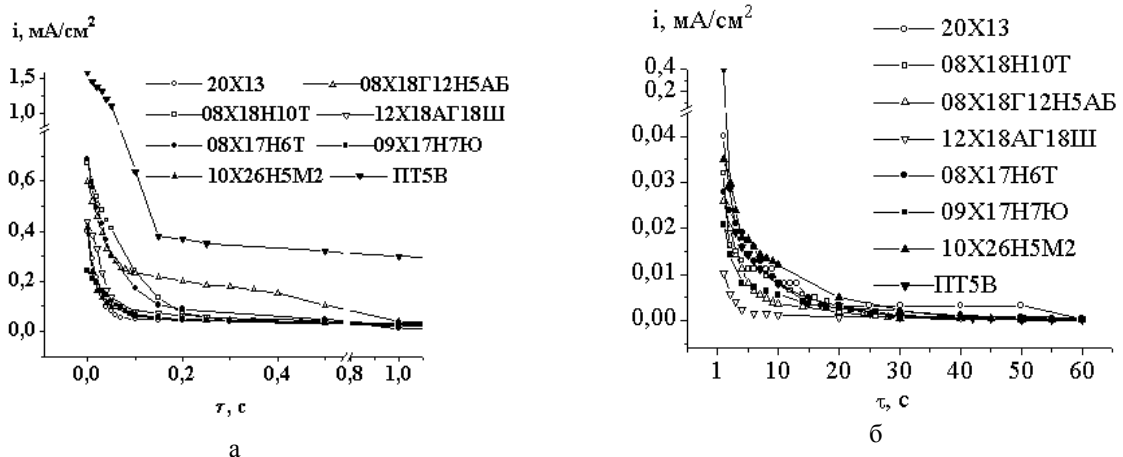 i, мА/см²
1,5
1,0
0,6
0,4
0,2
0,0
20Х13
08Х18Г12Н5АБ
08Х18Н10Т
12Х18АГ18Ш
08Х17Н6Т
09Х17Н7Ю
10Х26Н5М2
ПТ5В
0,0 0,2 0,4 0,8 1,0
τ, с
а
i, мА/см²
0,4
0,2
0,04
0,03
0,02
0,01
0,00
20Х13
08Х18Н10Т
08Х18Г12Н5АБ
12Х18АГ18Ш
08Х17Н6Т
09Х17Н7Ю
10Х26Н5М2
ПТ5В
1 10 20 30 40 50 60
τ, с
б